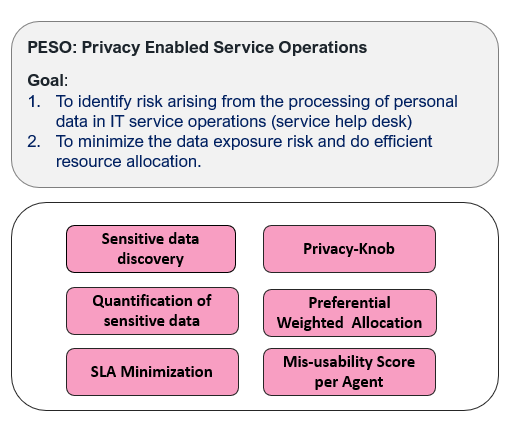 PESO: Privacy Enabled Service Operations
Goal:
1. To identify risk arising from the processing of personal
data in IT service operations (service help desk)
2. To minimize the data exposure risk and do efficient
resource allocation.
Sensitive data
discovery
Privacy-Knob
Quantification of
sensitive data
Preferential
Weighted Allocation
SLA Minimization
Mis-usability Score
per Agent